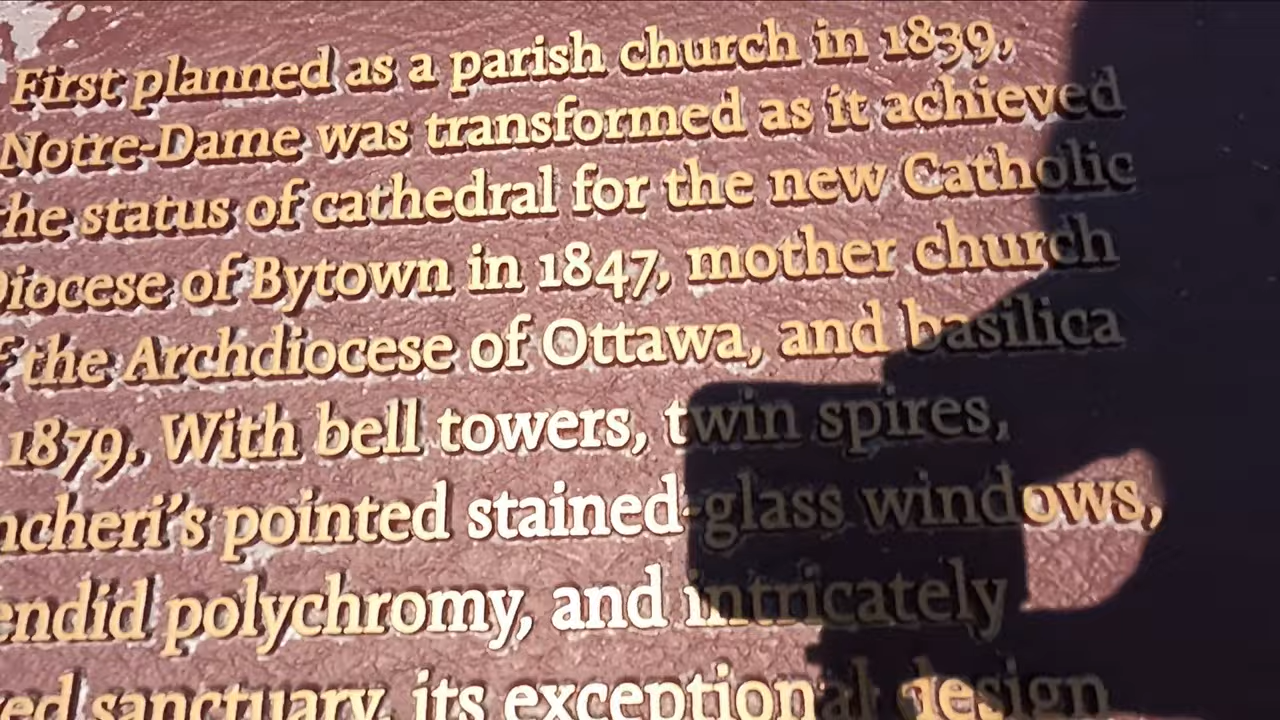 First planned as a parish church in 1839,
Notre-Dame was transformed as it achieved
the status of cathedral for the new Catholic
Diocese of Bytown in 1847, mother church
the Archdiocese of Ottawa, and basilica
1879. With bell towers, twin spires,
pointed stained-glass windows,
polychromy, and intricately
sanctuary, its exceptional design